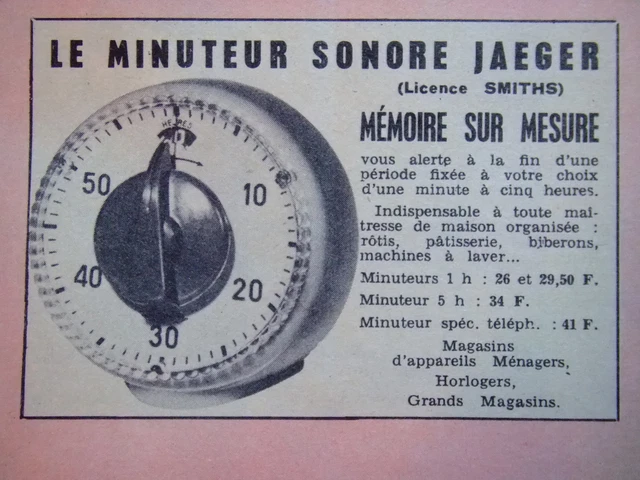 LE MINUTEUR SONORE JAEGER
(Licence SMITHS)
MÉMOIRE SUR MESURE
vous alerte à la fin d'une
période fixée à votre choix
d'une minute à cinq heures.
Indispensable à toute maî-
tresse de maison organisée :
rôtis, pâtisserie, biberons,
machines à laver...
Minuteurs 1 h : 26 et 29,50 F.
Minuteur 5 h : 34 F.
Minuteur spéc. téléph. : 41 F.
Magasins
d'appareils Ménagers,
Horlogers,
Grands Magasins.
HEURES
50
10
40
20
30